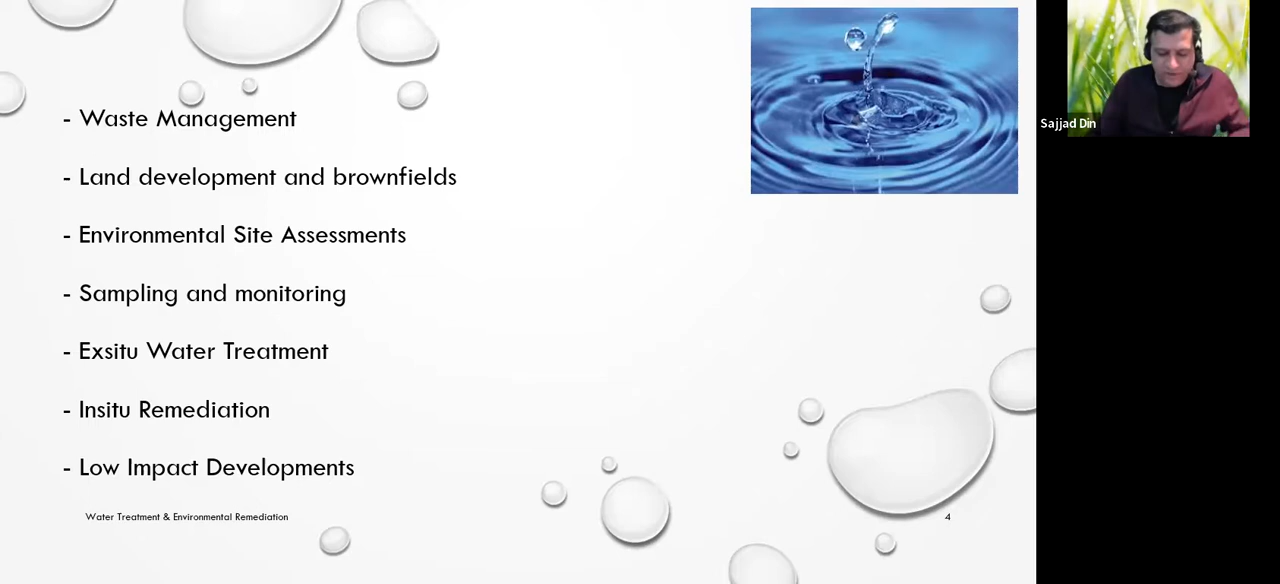 - Waste Management
- Land development and brownfields
- Environmental Site Assessments
- Sampling and monitoring
- Exsitu Water Treatment
- Insitu Remediation
- Low Impact Developments
Water Treatment & Environmental Remediation
4
Sajjad Din